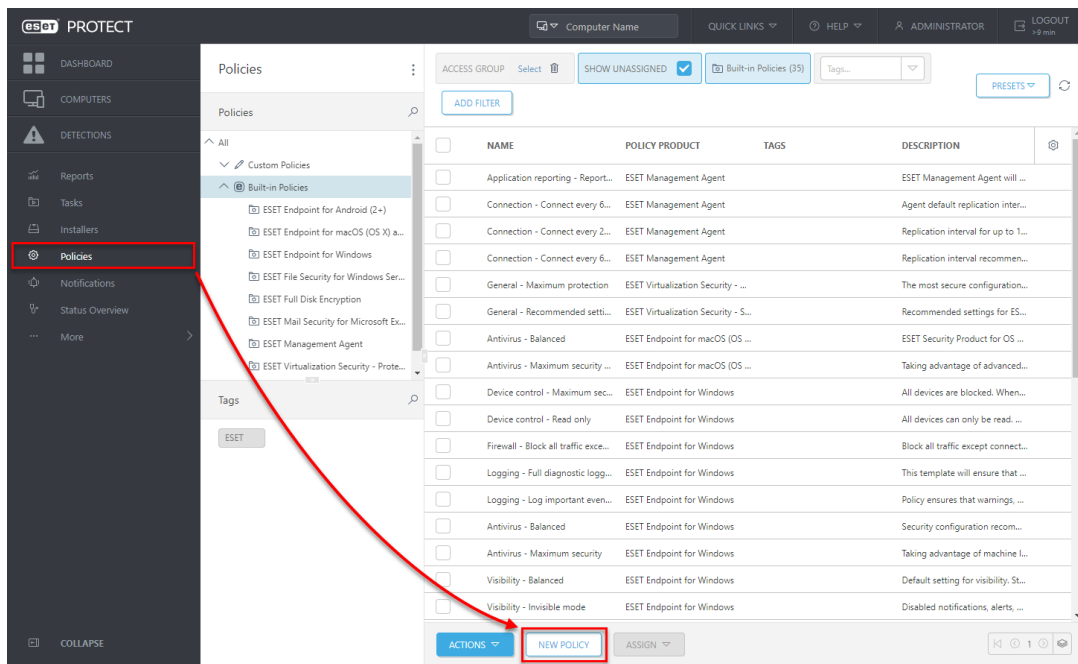 eset PROTECT
Computer Name
QUICK LINKS
HELP
ADMINISTRATOR
LOGOUT
>9 min
DASHBOARD
COMPUTERS
DETECTIONS
Reports
Tasks
Installers
Policies
Notifications
Status Overview
More
COLLAPSE
Policies
Policies
All
Custom Policies
Built-in Policies
ESET Endpoint for Android (2+)
ESET Endpoint for macOS (OS X) a...
ESET Endpoint for Windows
ESET File Security for Windows Ser...
ESET Full Disk Encryption
ESET Mail Security for Microsoft Ex...
ESET Management Agent
ESET Virtualization Security - Prote...
Tags
ESET
ACCESS GROUP Select
SHOW UNASSIGNED
Built-in Policies (35)
Tags...
PRESETS
ADD FILTER
NAME POLICY PRODUCT TAGS DESCRIPTION
Application reporting - Report... ESET Management Agent ESET Management Agent will ...
Connection - Connect every 6... ESET Management Agent Agent default replication inter...
Connection - Connect every 2... ESET Management Agent Replication interval for up to 1...
Connection - Connect every 6... ESET Management Agent Replication interval recommen...
General - Maximum protection ESET Virtualization Security - ... The most secure configuration...
General - Recommended setti... ESET Virtualization Security - S... Recommended settings for ES...
Antivirus - Balanced ESET Endpoint for macOS (OS ... ESET Security Product for OS ...
Antivirus - Maximum security ... ESET Endpoint for macOS (OS ... Taking advantage of advanced...
Device control - Maximum sec... ESET Endpoint for Windows All devices are blocked. When...
Device control - Read only ESET Endpoint for Windows All devices can only be read. ...
Firewall - Block all traffic exce... ESET Endpoint for Windows Block all traffic except connect...
Logging - Full diagnostic logg... ESET Endpoint for Windows This template will ensure that ...
Logging - Log important even... ESET Endpoint for Windows Policy ensures that warnings, ...
Antivirus - Balanced ESET Endpoint for Windows Security configuration recom...
Antivirus - Maximum security ESET Endpoint for Windows Taking advantage of machine l...
Visibility - Balanced ESET Endpoint for Windows Default setting for visibility. St...
Visibility - Invisible mode ESET Endpoint for Windows Disabled notifications, alerts, ...
ACTIONS
NEW POLICY
ASSIGN
1